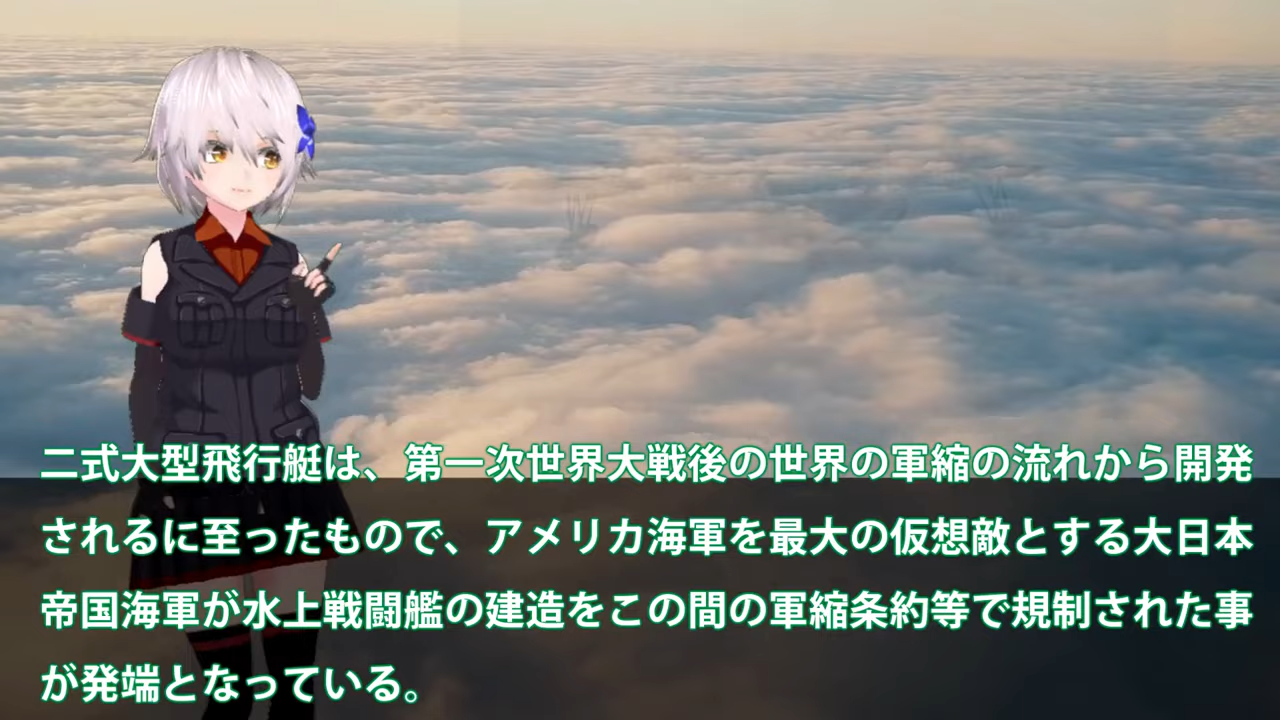 二式大型飛行艇は、第一次世界大戦後の世界の軍縮の流れから開発
されるに至ったもので、アメリカ海軍を最大の仮想敵とする大日本
帝国海軍が水上戦闘艦の建造をこの間の軍縮条約等で規制された事
が発端となっている。